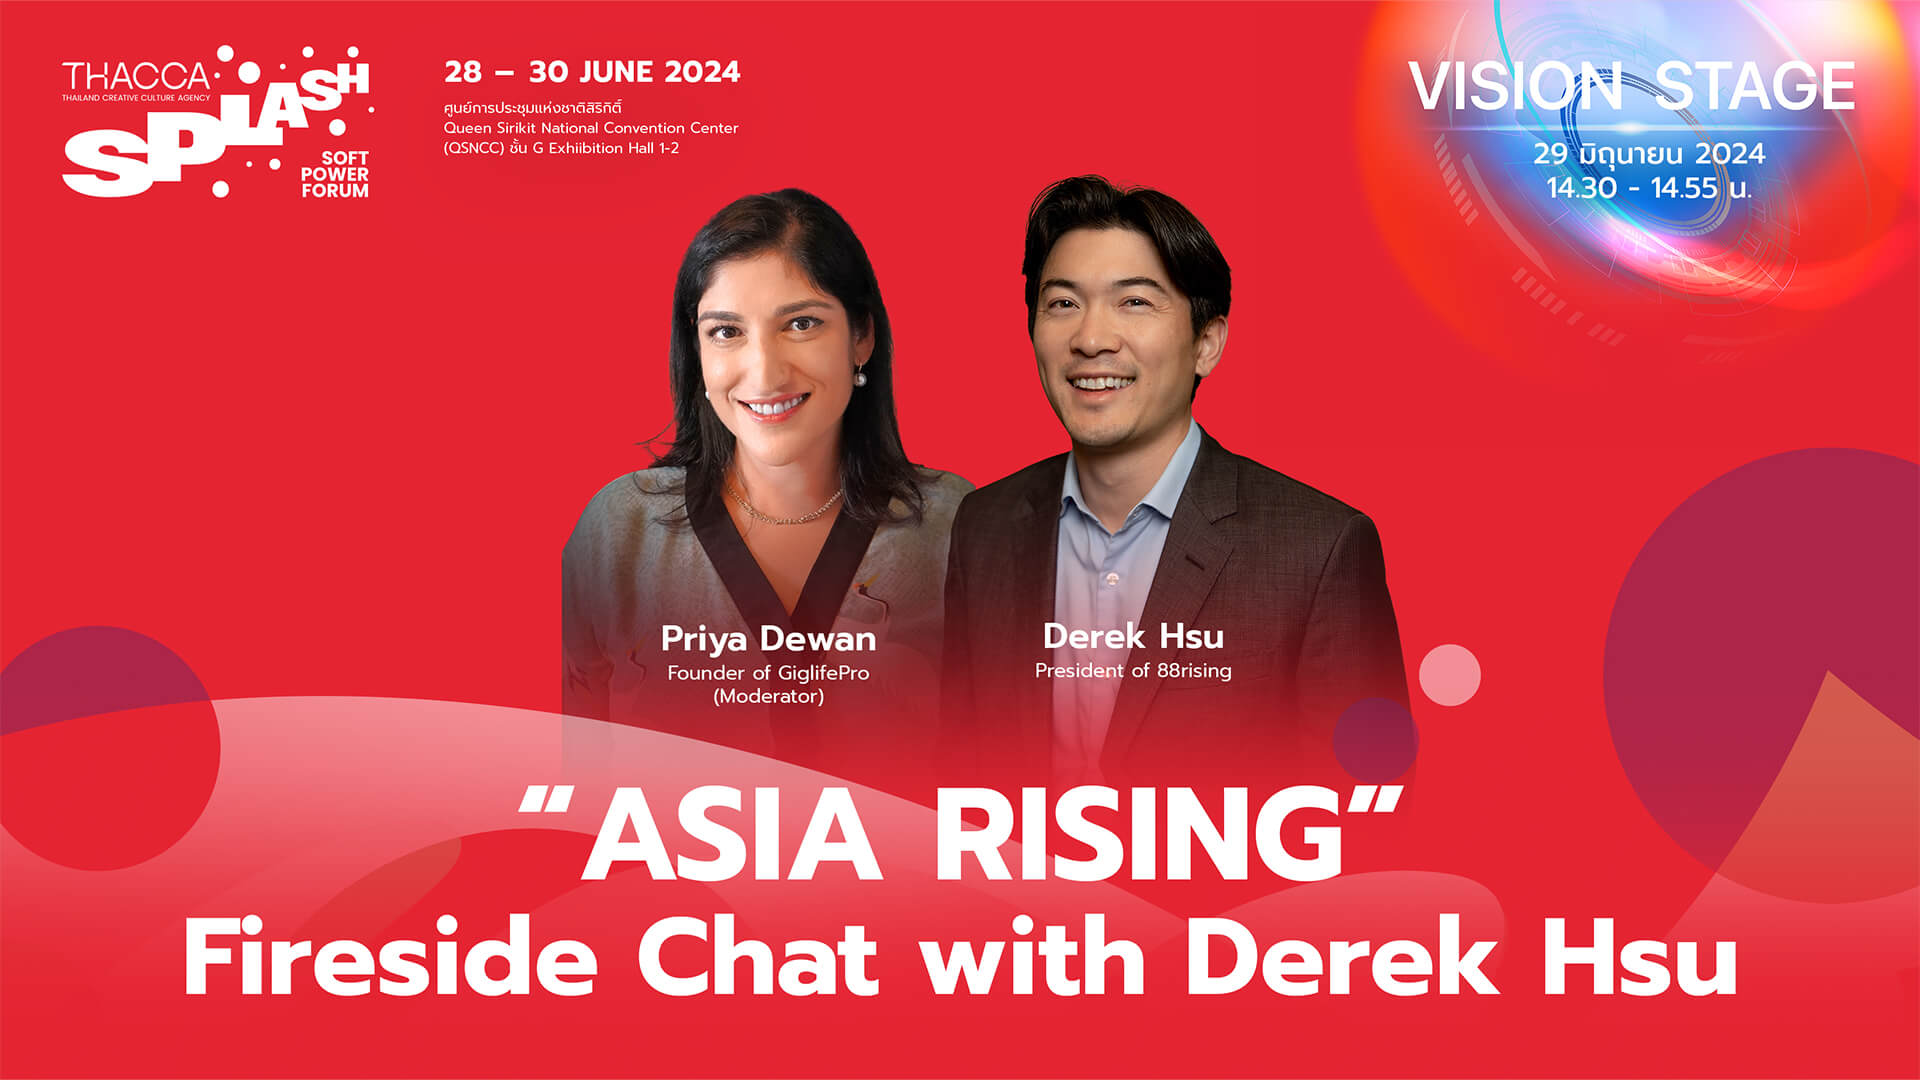 THACCA
THAILAND CREATIVE CULTURE AGENCY
SPLASH
SOFT
POWER
FORUM
28 – 30 JUNE 2024
ศูนย์การประชุมแห่งชาติสิริกิติ์
Queen Sirikit National Convention Center
(QSNCC) ชั้น G Exhiibition Hall 1-2
VISION STAGE
29 มิถุนายน 2024
14.30 - 14.55 น.
Priya Dewan
Founder of GiglifePro
(Moderator)
Derek Hsu
President of 88rising
“ASIA RISING”
Fireside Chat with Derek Hsu